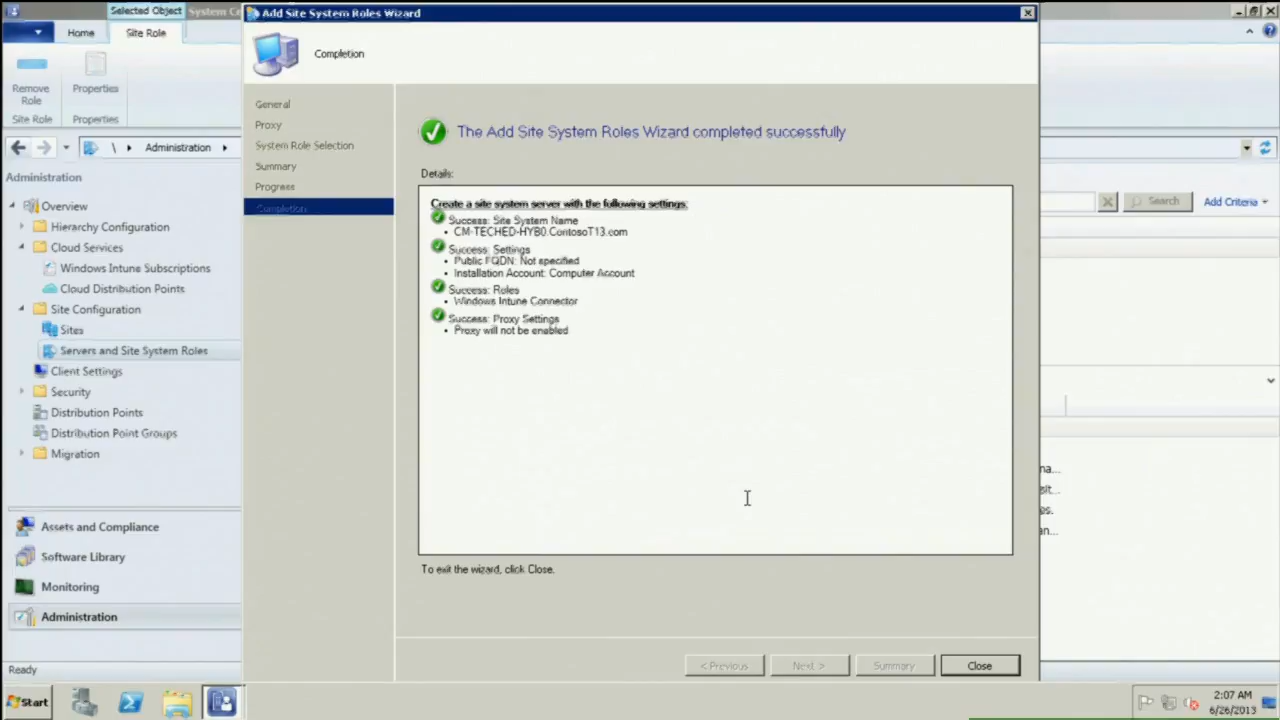 Selected Object
System C
Add Site System Roles Wizard
Home
Site Role
Completion
Remove
Role
Properties
Site Role
Properties
General
Proxy
System Role Selection
Summary
Progress
Completion
\
Administration
The Add Site System Roles Wizard completed successfully
Details:
Create a site system server with the following settings:
Success: Site System Name
• CM-TECHED-HYB0.ContosoT13.com
Success: Settings
• Public FQDN: Not specified
• Installation Account: Computer Account
Success: Roles
• Windows Intune Connector
Success: Proxy Settings
• Proxy will not be enabled
To exit the wizard, click Close.
< Previous
Next >
Summary
Close
Search
Add Criteria
na...
sit...
es.
an...
Administration
Overview
Hierarchy Configuration
Cloud Services
Windows Intune Subscriptions
Cloud Distribution Points
Site Configuration
Sites
Servers and Site System Roles
Client Settings
Security
Distribution Points
Distribution Point Groups
Migration
Assets and Compliance
Software Library
Monitoring
Administration
Ready
Start
2:07 AM
6/26/2013